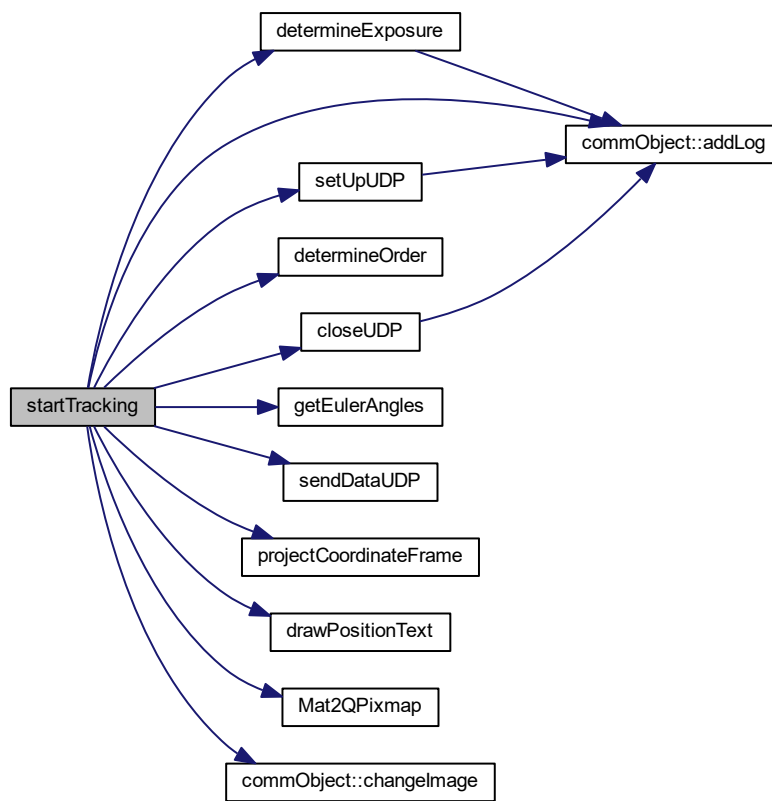 determineExposure
commObject::addLog
setUpUDP
determineOrder
closeUDP
startTracking
getEulerAngles
sendDataUDP
projectCoordinateFrame
drawPositionText
Mat2QPixmap
commObject::changeImage